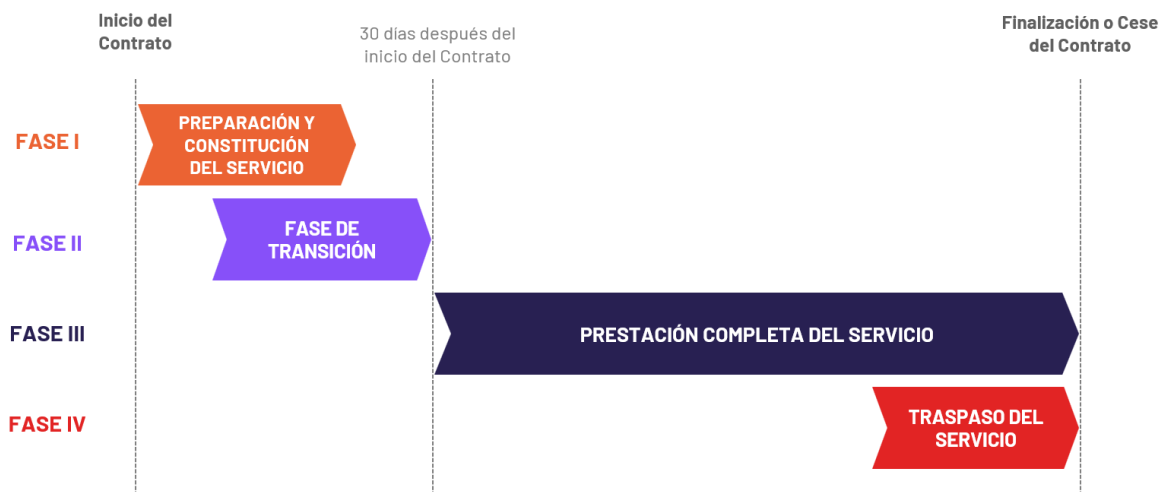 Inicio del
Contrato
30 días después del
inicio del Contrato
Finalización o Cese
del Contrato
FASE I
PREPARACIÓN Y
CONSTITUCIÓN
DEL SERVICIO
FASE II
FASE DE
TRANSICIÓN
FASE III
PRESTACIÓN COMPLETA DEL SERVICIO
FASE IV
TRASPASO DEL
SERVICIO